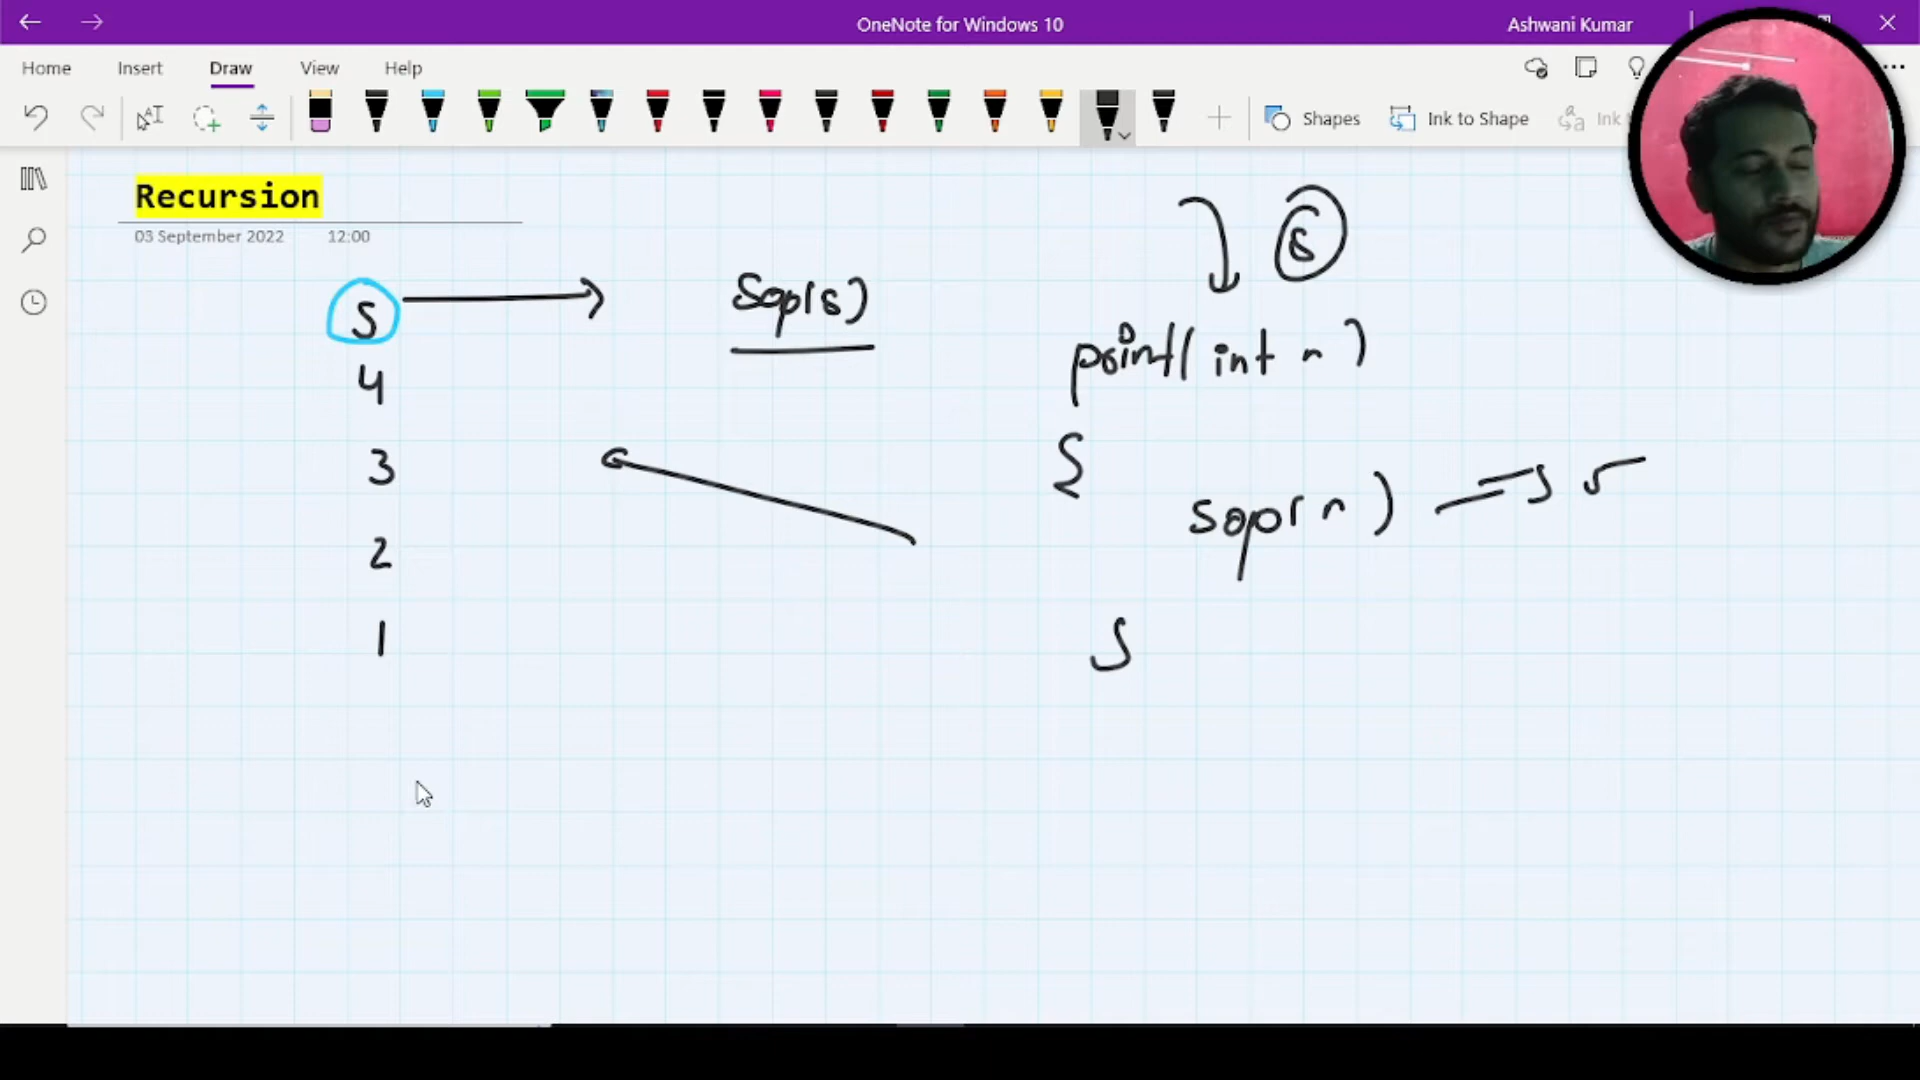 OneNote for Windows 10
Ashwani Kumar
Home Insert Draw View Help
Shapes
Ink to Shape
Ink
Recursion
03 September 2022 12:00
5
4
3
2
1
Sop(5)
5
print( int n )
{
sop( n ) => 5
}